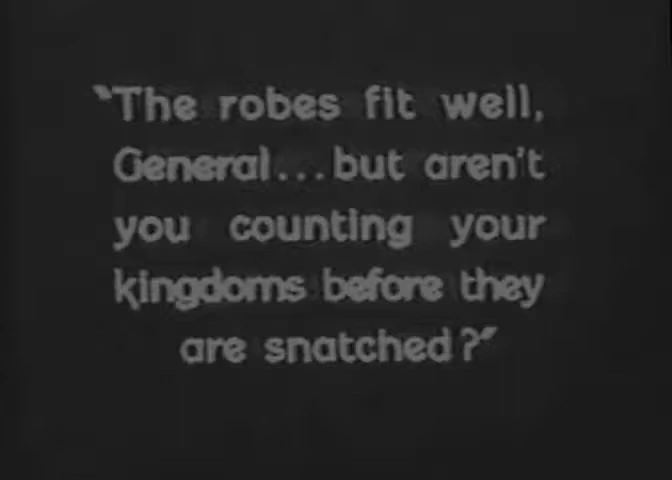 “The robes fit well,
General...but aren't
you counting your
kingdoms before they
are snatched?”